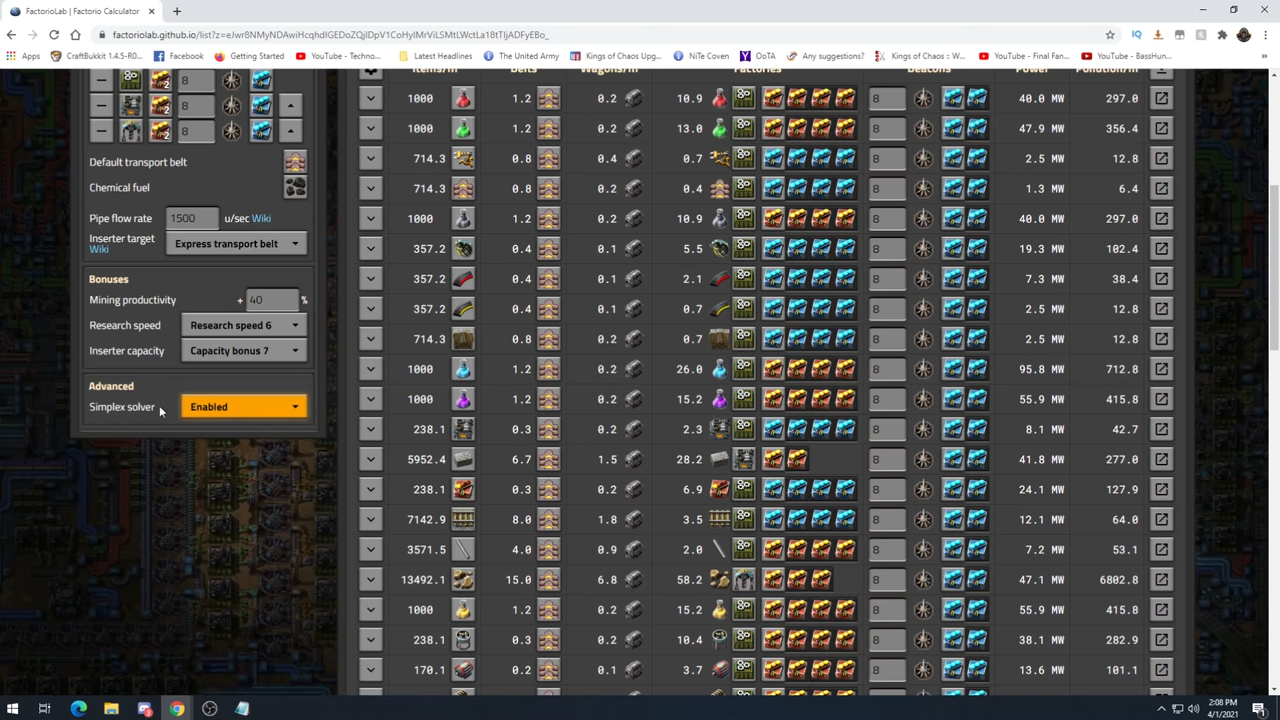 FactorioLab | Factorio Calculator
factoriolab.github.io/list?z=eJwr8NMyNDAwiHcqhdIGEDoZQjlDpV1CoHylMrViLSMtLWctLa18tTIjADFyEBo_
Apps
CraftBukkit 1.4.5-R0...
Facebook
Getting Started
YouTube - Techno...
Latest Headlines
The United Army
Kings of Chaos Upg...
NiTe Coven
OoTA
Any suggestions?
Kings of Chaos :: ...
YouTube - Final Fan...
YouTube - BassHun...
Items/m Belts Wagons/m Factories Beacons Power Pollution/m
2 8
2 8
2 8
Default transport belt
Chemical fuel
Pipe flow rate 1500 u/sec Wiki
Inserter target Wiki Express transport belt
Bonuses
Mining productivity + 40 %
Research speed Research speed 6
Inserter capacity Capacity bonus 7
Advanced
Simplex solver Enabled
1000 1.2 0.2 10.9 8 40.0 MW 297.0
1000 1.2 0.2 13.0 8 47.9 MW 356.4
714.3 0.8 0.4 0.7 8 2.5 MW 12.8
714.3 0.8 0.2 0.4 8 1.3 MW 6.4
1000 1.2 0.2 10.9 8 40.0 MW 297.0
357.2 0.4 0.1 5.5 8 19.3 MW 102.4
357.2 0.4 0.1 2.1 8 7.3 MW 38.4
357.2 0.4 0.1 0.7 8 2.5 MW 12.8
714.3 0.8 0.2 0.7 8 2.5 MW 12.8
1000 1.2 0.2 26.0 8 95.8 MW 712.8
1000 1.2 0.2 15.2 8 55.9 MW 415.8
238.1 0.3 0.2 2.3 8 8.1 MW 42.7
5952.4 6.7 1.5 28.2 8 41.8 MW 277.0
238.1 0.3 0.2 6.9 8 24.1 MW 127.9
7142.9 8.0 1.8 3.5 8 12.1 MW 64.0
3571.5 4.0 0.9 2.0 8 7.2 MW 53.1
13492.1 15.0 6.8 58.2 8 47.1 MW 6802.8
1000 1.2 0.2 15.2 8 55.9 MW 415.8
238.1 0.3 0.2 10.4 8 38.1 MW 282.9
170.1 0.2 0.1 3.7 8 13.6 MW 101.1
2:08 PM
4/1/2021